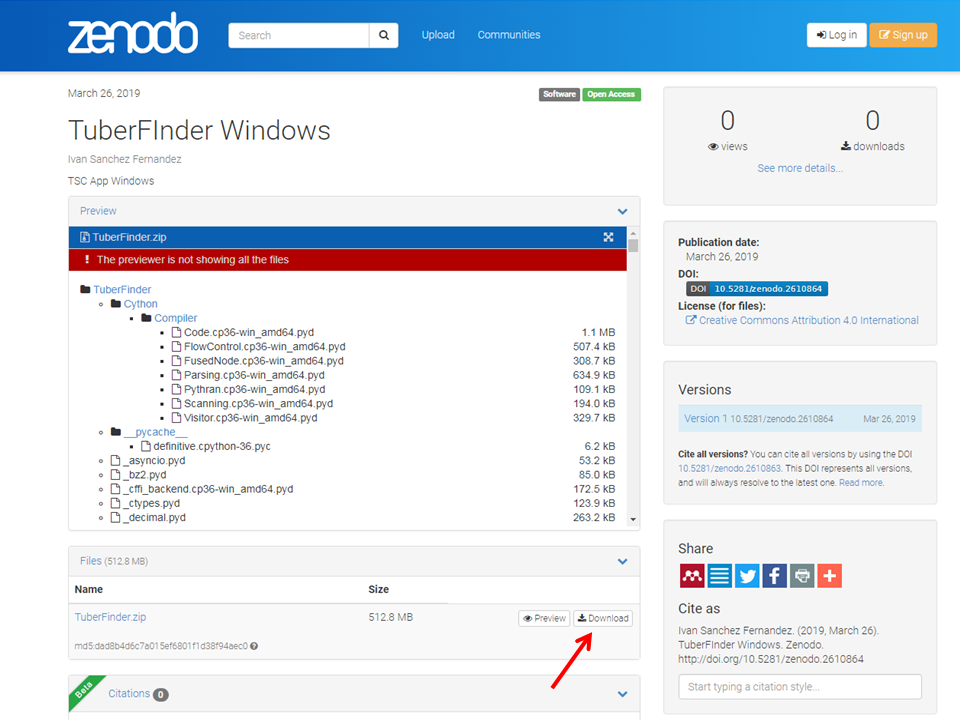 zenodo
Search
Upload
Communities
Log in
Sign up
March 26, 2019
Software
Open Access
TuberFInder Windows
Ivan Sanchez Fernandez
TSC App Windows
Preview
TuberFinder.zip
! The previewer is not showing all the files
TuberFinder
Cython
Compiler
Code.cp36-win_amd64.pyd 1.1 MB
FlowControl.cp36-win_amd64.pyd 507.4 kB
FusedNode.cp36-win_amd64.pyd 308.7 kB
Parsing.cp36-win_amd64.pyd 634.9 kB
Pythran.cp36-win_amd64.pyd 109.1 kB
Scanning.cp36-win_amd64.pyd 194.0 kB
Visitor.cp36-win_amd64.pyd 329.7 kB
__pycache__
definitive.cpython-36.pyc 6.2 kB
_asyncio.pyd 53.2 kB
_bz2.pyd 85.0 kB
_cffi_backend.cp36-win_amd64.pyd 172.5 kB
_ctypes.pyd 123.9 kB
_decimal.pyd 263.2 kB
Files (512.8 MB)
Name Size
TuberFinder.zip 512.8 MB Preview Download
md5:dad8b4d6c7a015ef6801f1d38f94aec0
Beta
Citations 0
0 0
views downloads
See more details...
Publication date:
March 26, 2019
DOI:
DOI 10.5281/zenodo.2610864
License (for files):
Creative Commons Attribution 4.0 International
Versions
Version 1 10.5281/zenodo.2610864 Mar 26, 2019
Cite all versions? You can cite all versions by using the DOI
10.5281/zenodo.2610863. This DOI represents all versions,
and will always resolve to the latest one. Read more.
Share
Cite as
Ivan Sanchez Fernandez. (2019, March 26).
TuberFInder Windows. Zenodo.
http://doi.org/10.5281/zenodo.2610864
Start typing a citation style...